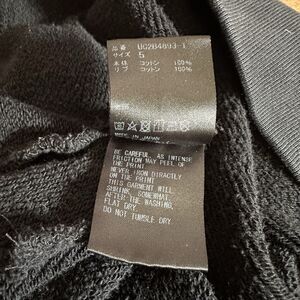 品番 UC2B4893-1
サイズ 5
本体 コットン 100%
リブ コットン 100%
MADE IN JAPAN
BE CAREFUL, AS INTENSE
FRICTION MAY PEEL OF
THE PRINT.
NEVER IRON DIRACTLY
ON THE PRINT
THIS GARMENT WILL
SHRINK, SOMEWHAT.
AFTER THE WASHING,
FLAT DRY.
DO NOT TUMBLE DRY